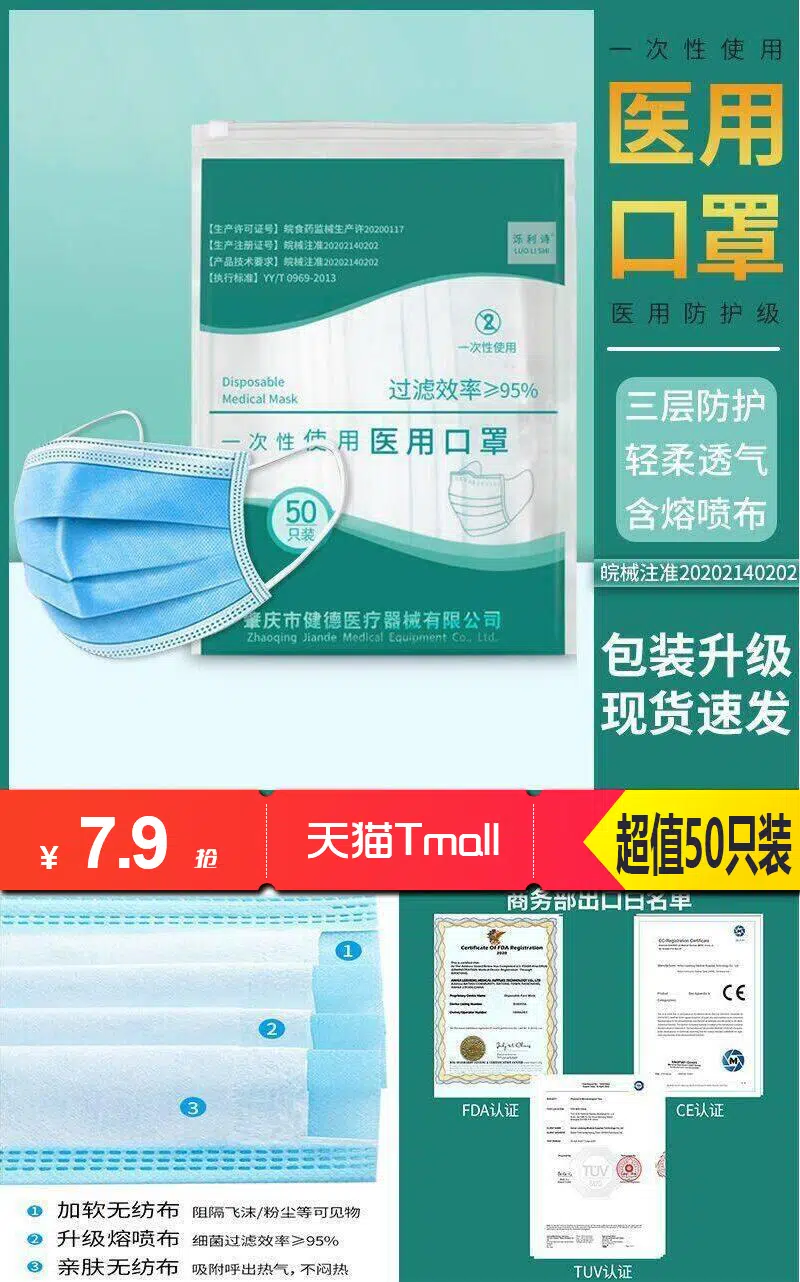 一次性使用
医用
口罩
医用防护级
三层防护
轻柔透气
含熔喷布
皖械注准20202140202
包装升级
现货速发
【生产许可证号】皖食药监械生产许20200117
【生产注册证号】皖械注准20202140202
【产品技术要求】皖械注准20202140202
【执行标准】YY/T 0969-2013
泺利诗
LUO LI SHI
2
一次性使用
Disposable
Medical Mask
过滤效率≥95%
一次性使用医用口罩
50
只装
肇庆市健德医疗器械有限公司
Zhaoqing Jiande Medical Equipment Co., Ltd.
¥ 7.9 抢
天猫Tmall
超值50只装
商务部出口白名单
1
2
3
① 加软无纺布 阻隔飞沫/粉尘等可见物
② 升级熔喷布 细菌过滤效率≥95%
③ 亲肤无纺布 吸附呼出热气,不闷热
Certificate Of FDA Registration
2020
FDA认证
EC-Registration Certificate
CE
CE认证
TUV
TUV认证